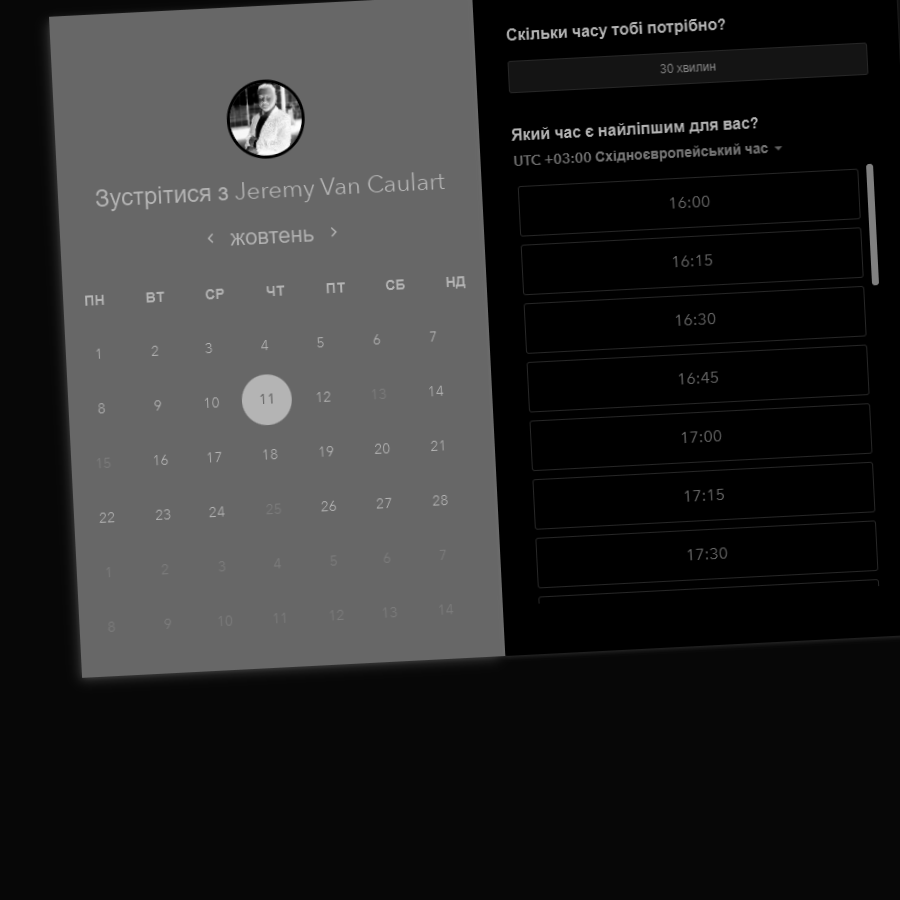 Зустрітися з Jeremy Van Caulart
жовтень
ПН ВТ СР ЧТ ПТ СБ НД
1 2 3 4 5 6 7
8 9 10 11 12 13 14
15 16 17 18 19 20 21
22 23 24 25 26 27 28
1 2 3 4 5 6 7
8 9 10 11 12 13 14
Скільки часу тобі потрібно?
30 хвилин
Який час є найліпшим для вас?
UTC +03:00 Східноєвропейський час
16:00
16:15
16:30
16:45
17:00
17:15
17:30